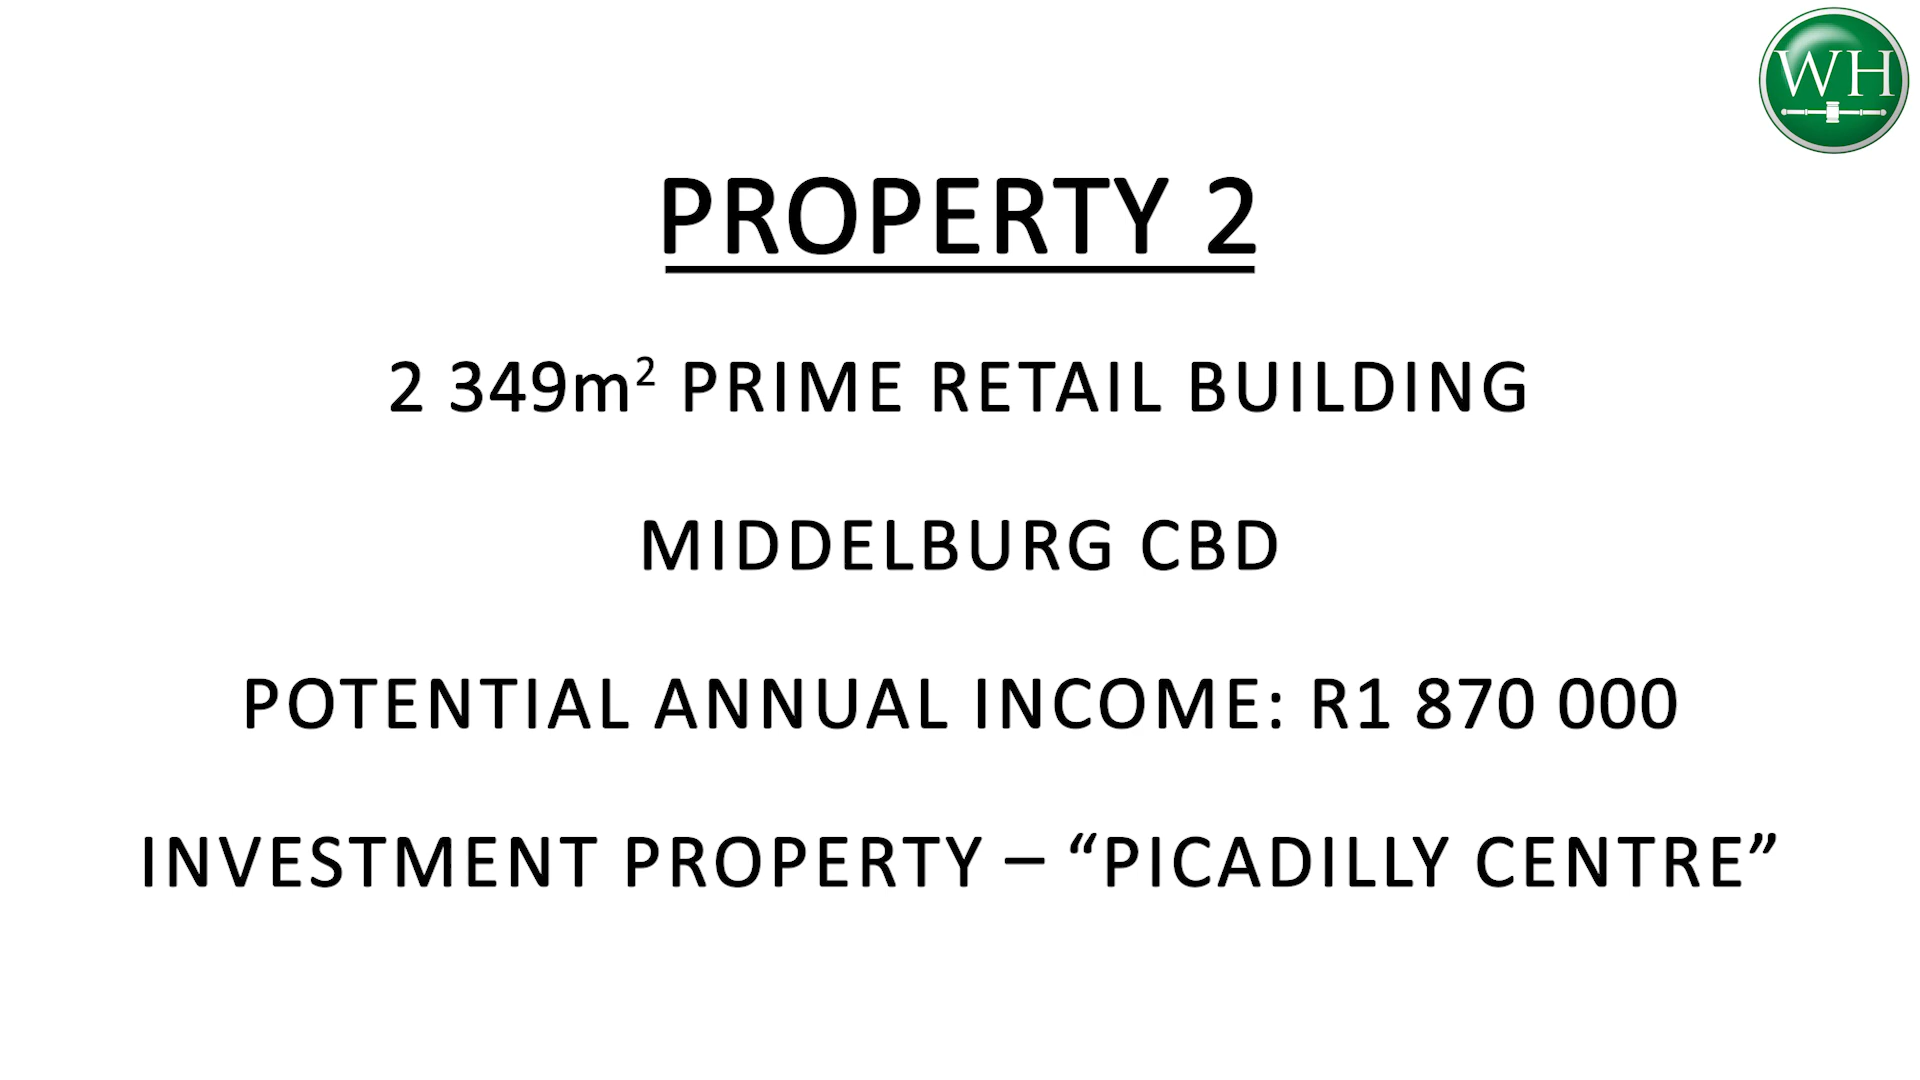 WH
PROPERTY 2
2 349m² PRIME RETAIL BUILDING
MIDDELBURG CBD
POTENTIAL ANNUAL INCOME: R1 870 000
INVESTMENT PROPERTY – “PICADILLY CENTRE”